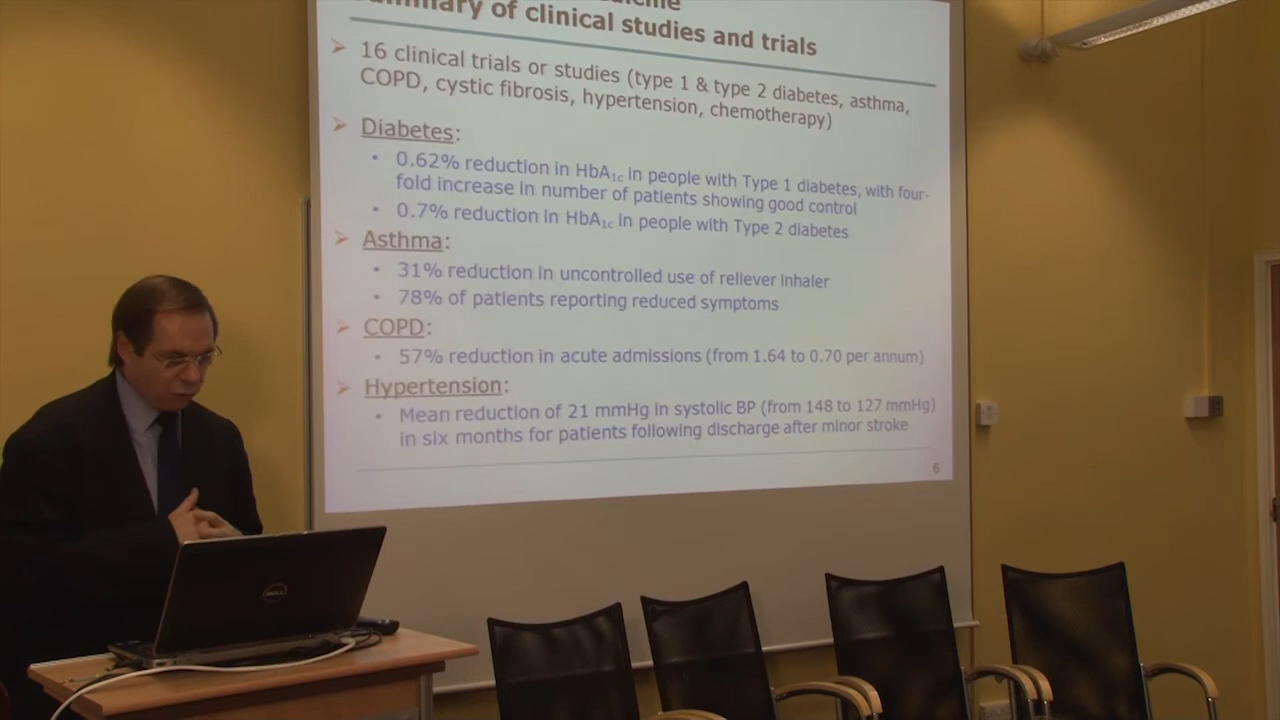 Summary of clinical studies and trials
16 clinical trials or studies (type 1 & type 2 diabetes, asthma,
COPD, cystic fibrosis, hypertension, chemotherapy)
Diabetes:
• 0.62% reduction in HbA1c in people with Type 1 diabetes, with four-
fold increase in number of patients showing good control
• 0.7% reduction in HbA1c in people with Type 2 diabetes
Asthma:
• 31% reduction in uncontrolled use of reliever inhaler
• 78% of patients reporting reduced symptoms
COPD:
• 57% reduction in acute admissions (from 1.64 to 0.70 per annum)
Hypertension:
• Mean reduction of 21 mmHg in systolic BP (from 148 to 127 mmHg)
in six months for patients following discharge after minor stroke
6
DELL